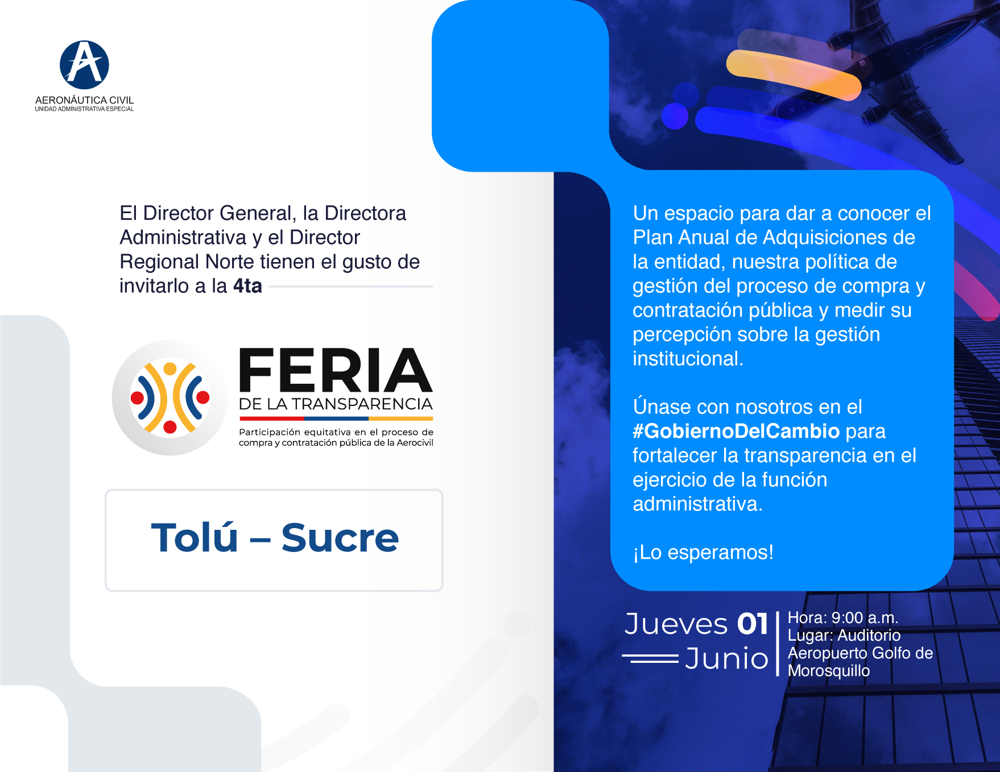 AERONÁUTICA CIVIL
UNIDAD ADMINISTRATIVA ESPECIAL
El Director General, la Directora
Administrativa y el Director
Regional Norte tienen el gusto de
invitarlo a la 4ta
FERIA
DE LA TRANSPARENCIA
Participación equitativa en el proceso de
compra y contratación pública de la Aerocivil
Tolú – Sucre
Un espacio para dar a conocer el
Plan Anual de Adquisiciones de
la entidad, nuestra política de
gestión del proceso de compra y
contratación pública y medir su
percepción sobre la gestión
institucional.
Únase con nosotros en el
#GobiernoDelCambio para
fortalecer la transparencia en el
ejercicio de la función
administrativa.
¡Lo esperamos!
Jueves 01
Junio
Hora: 9:00 a.m.
Lugar: Auditorio
Aeropuerto Golfo de
Morosquillo